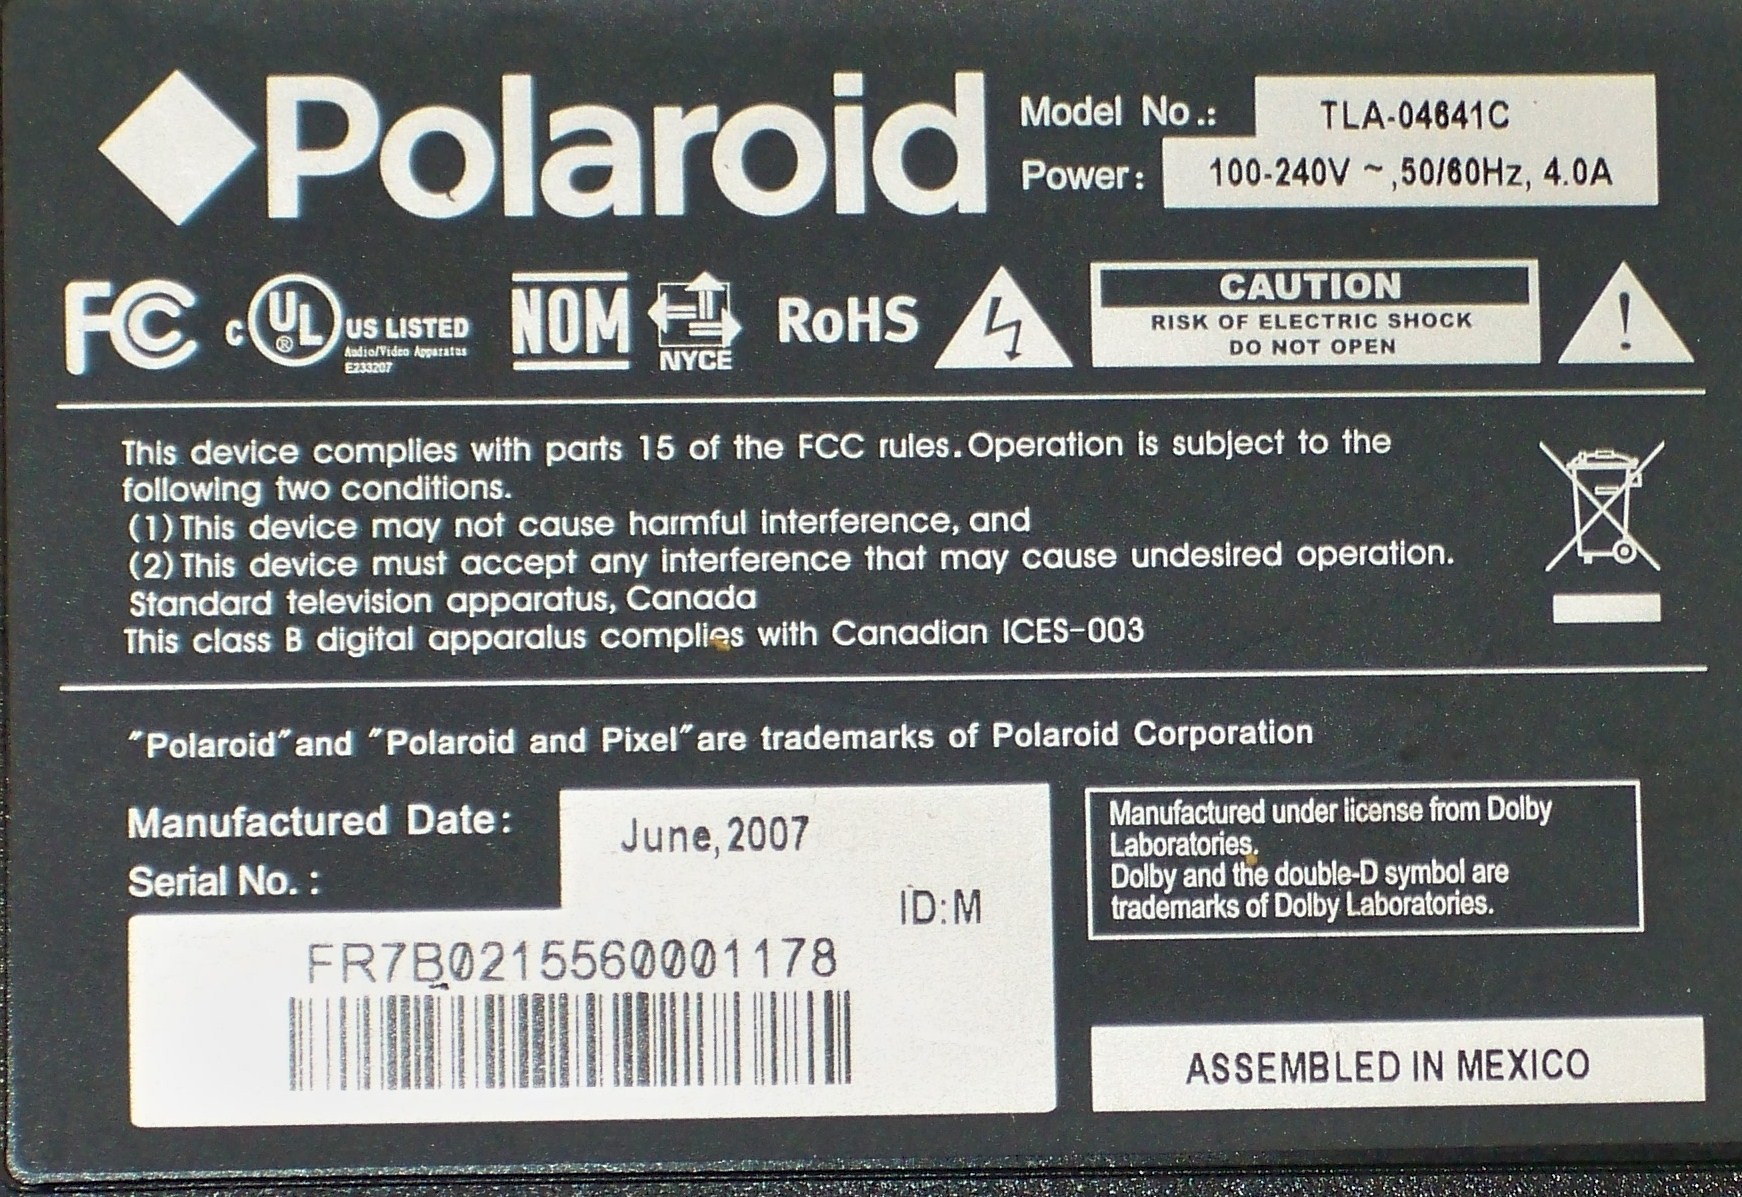 Polaroid
Model No.: TLA-04641C
Power: 100-240V ~ ,50/60Hz, 4.0A
FC
C UL ® US LISTED
Audio/Video Apparatus
E233207
NOM
NYCE
RoHS
CAUTION
RISK OF ELECTRIC SHOCK
DO NOT OPEN
!
This device complies with parts 15 of the FCC rules. Operation is subject to the
following two conditions.
(1) This device may not cause harmful interference, and
(2) This device must accept any interference that may cause undesired operation.
Standard television apparatus, Canada
This class B digital apparalus complies with Canadian ICES-003
"Polaroid" and "Polaroid and Pixel" are trademarks of Polaroid Corporation
Manufactured Date: June, 2007
Serial No. :
ID:M
FR7B0215560001178
Manufactured under license from Dolby
Laboratories.
Dolby and the double-D symbol are
trademarks of Dolby Laboratories.
ASSEMBLED IN MEXICO